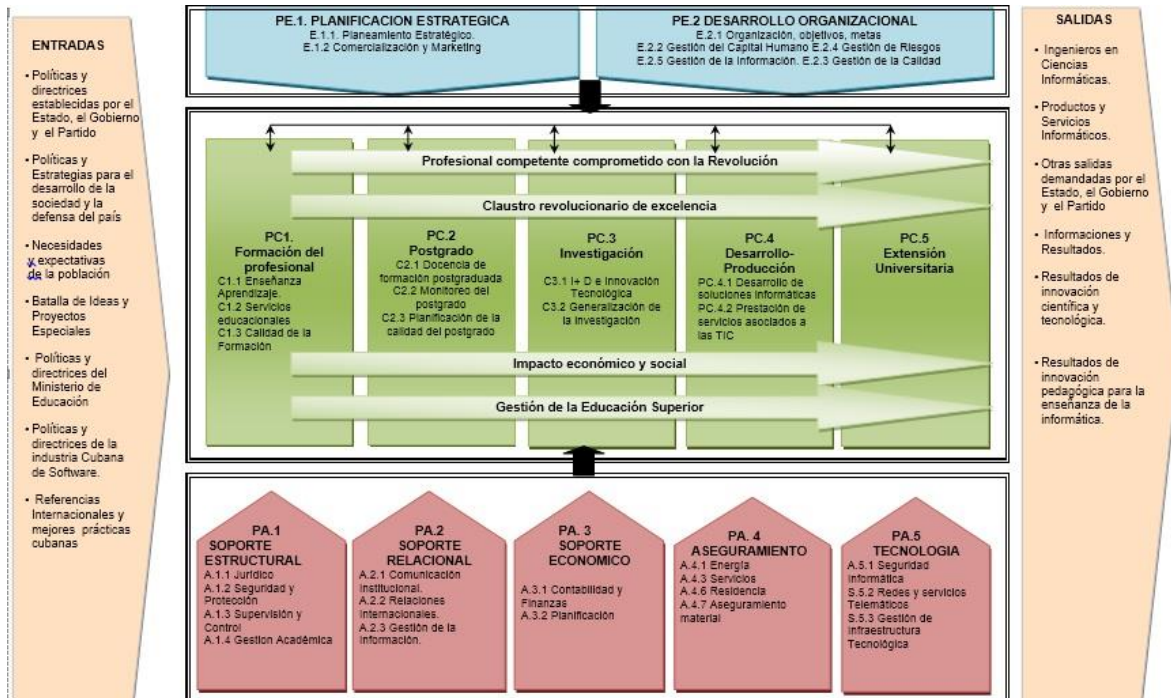 ENTRADAS
• Políticas y
directrices
establecidas por el
Estado, el Gobierno
y el Partido
• Políticas y
Estrategias para el
desarrollo de la
sociedad y la
defensa del país
• Necesidades
y expectativas
de la población
• Batalla de Ideas y
Proyectos
Especiales
• Políticas y
directrices del
Ministerio de
Educación
• Políticas y
directrices de la
industria Cubana
de Software.
• Referencias
Internacionales y
mejores prácticas
cubanas
PE.1. PLANIFICACION ESTRATEGICA
E.1.1. Planeamiento Estratégico.
E.1.2 Comercialización y Marketing
PE.2 DESARROLLO ORGANIZACIONAL
E.2.1 Organización, objetivos, metas
E.2.2 Gestión del Capital Humano E.2.4 Gestión de Riesgos
E.2.5 Gestión de la Información. E.2.3 Gestión de la Calidad
Profesional competente comprometido con la Revolución
Claustro revolucionario de excelencia
PC1.
Formación del
profesional
C1.1 Enseñanza
Aprendizaje.
C1.2 Servicios
educacionales
C1.3 Calidad de la
Formación
PC.2
Postgrado
C2.1 Docencia de
formación postgraduada
C2.2 Monitoreo del
postgrado
C2.3 Planificación de la
calidad del postgrado
PC.3
Investigación
C3.1 I+ D e Innovación
Tecnológica
C3.2 Generalización de
la Investigación
PC.4
Desarrollo-
Producción
PC.4.1 Desarrollo de
soluciones informáticas
PC.4.2 Prestación de
servicios asociados a
las TIC
PC.5
Extensión
Universitaria
Impacto económico y social
Gestión de la Educación Superior
PA.1
SOPORTE
ESTRUCTURAL
A.1.1 Jurídico
A.1.2 Seguridad y
Protección
A.1.3 Supervisión y
Control
A.1.4 Gestion Académica
PA.2
SOPORTE
RELACIONAL
A.2.1 Comunicación
Institucional.
A.2.2 Relaciones
Internacionales.
A.2.3 Gestión de la
Información.
PA. 3
SOPORTE
ECONOMICO
A.3.1 Contabilidad y
Finanzas
A.3.2 Planificación
PA. 4
ASEGURAMIENTO
A.4.1 Energía
A.4.3 Servicios
A.4.6 Residencia
A.4.7 Aseguramiento
material
PA.5
TECNOLOGIA
A.5.1 Seguridad
Informática
S.5.2 Redes y servicios
Telemáticos
S.5.3 Gestión de
Infraestructura
Tecnológica
SALIDAS
• Ingenieros en
Ciencias
Informáticas.
• Productos y
Servicios
Informáticos.
• Otras salidas
demandadas por el
Estado, el Gobierno
y el Partido
• Informaciones y
Resultados.
• Resultados de
innovación
científica y
tecnológica.
• Resultados de
innovación
pedagógica para la
enseñanza de la
informática.